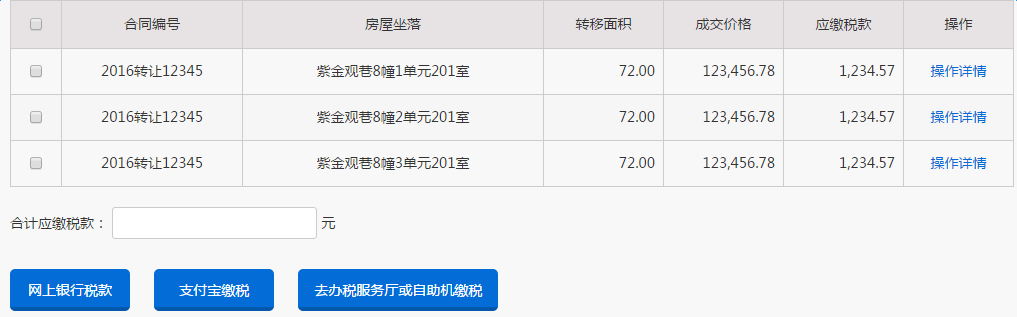 合同编号 房屋坐落 转移面积 成交价格 应缴税款 操作
2016转让12345 紫金观巷8幢1单元201室 72.00 123,456.78 1,234.57 操作详情
2016转让12345 紫金观巷8幢2单元201室 72.00 123,456.78 1,234.57 操作详情
2016转让12345 紫金观巷8幢3单元201室 72.00 123,456.78 1,234.57 操作详情
合计应缴税款： 元
网上银行税款 支付宝缴税 去办税服务厅或自助机缴税